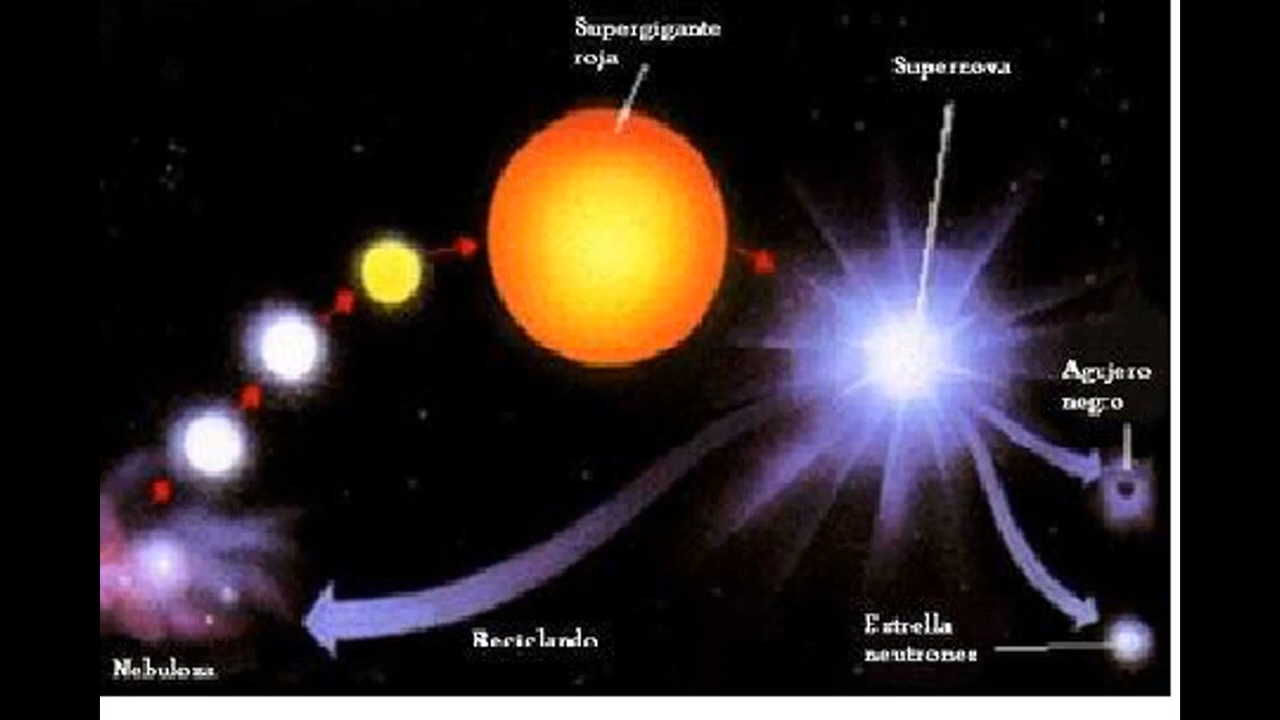 Supergigante
roja
Supernova
Agujero
negro
Estrella
neutrones
Reciclando
Nebulosa